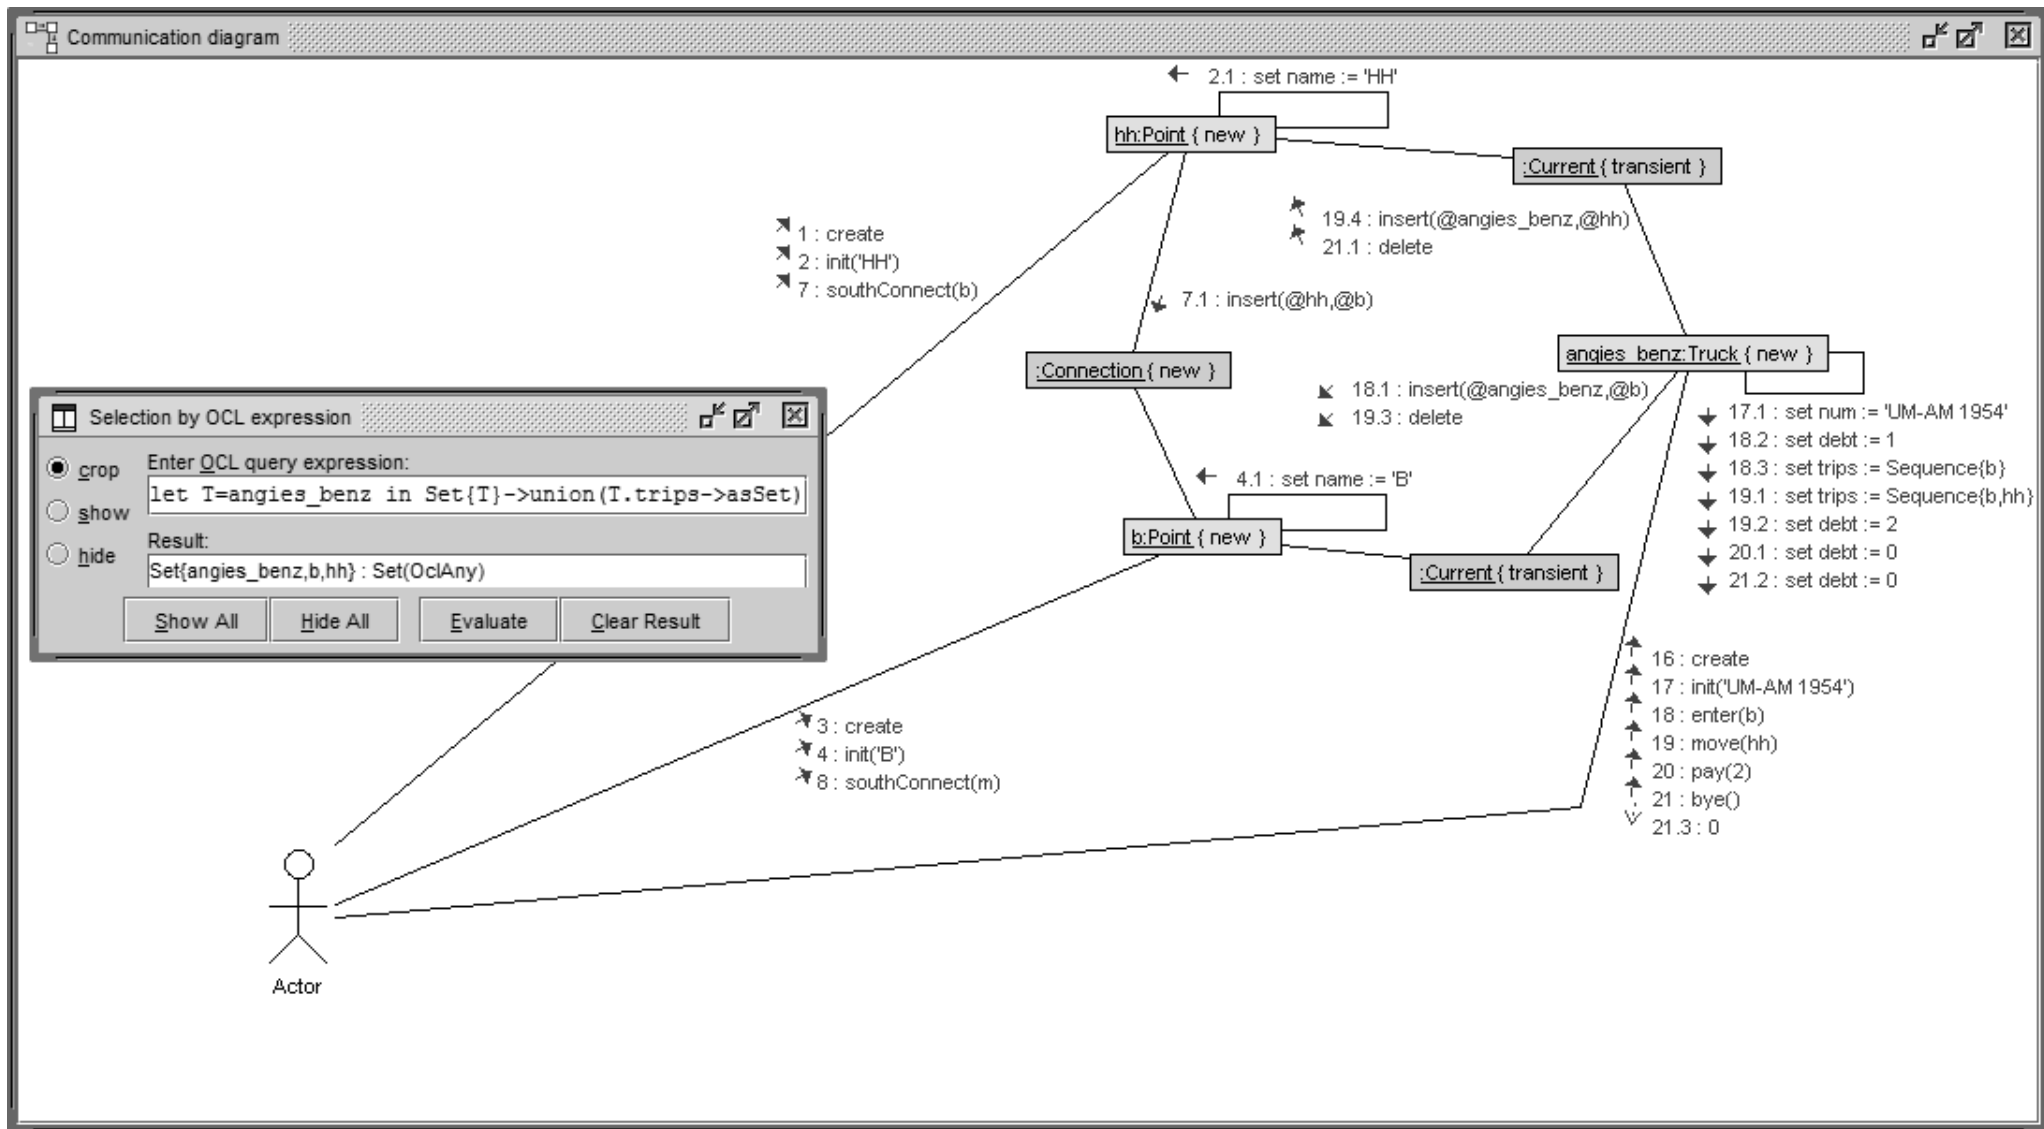 Communication diagram
2.1 : set name := 'HH'
hh:Point { new }
:Current { transient }
1 : create
2 : init('HH')
7 : southConnect(b)
19.4 : insert(@angies_benz,@hh)
21.1 : delete
7.1 : insert(@hh,@b)
angies_benz:Truck { new }
:Connection { new }
18.1 : insert(@angies_benz,@b)
19.3 : delete
17.1 : set num := 'UM-AM 1954'
18.2 : set debt := 1
18.3 : set trips := Sequence{b}
19.1 : set trips := Sequence{b,hh}
19.2 : set debt := 2
20.1 : set debt := 0
21.2 : set debt := 0
Selection by OCL expression
crop
show
hide
Enter OCL query expression:
let T=angies_benz in Set{T}->union(T.trips->asSet)
Result:
Set{angies_benz,b,hh} : Set(OclAny)
Show All
Hide All
Evaluate
Clear Result
4.1 : set name := 'B'
b:Point { new }
:Current { transient }
16 : create
17 : init('UM-AM 1954')
18 : enter(b)
19 : move(hh)
20 : pay(2)
21 : bye()
21.3 : 0
3 : create
4 : init('B')
8 : southConnect(m)
Actor